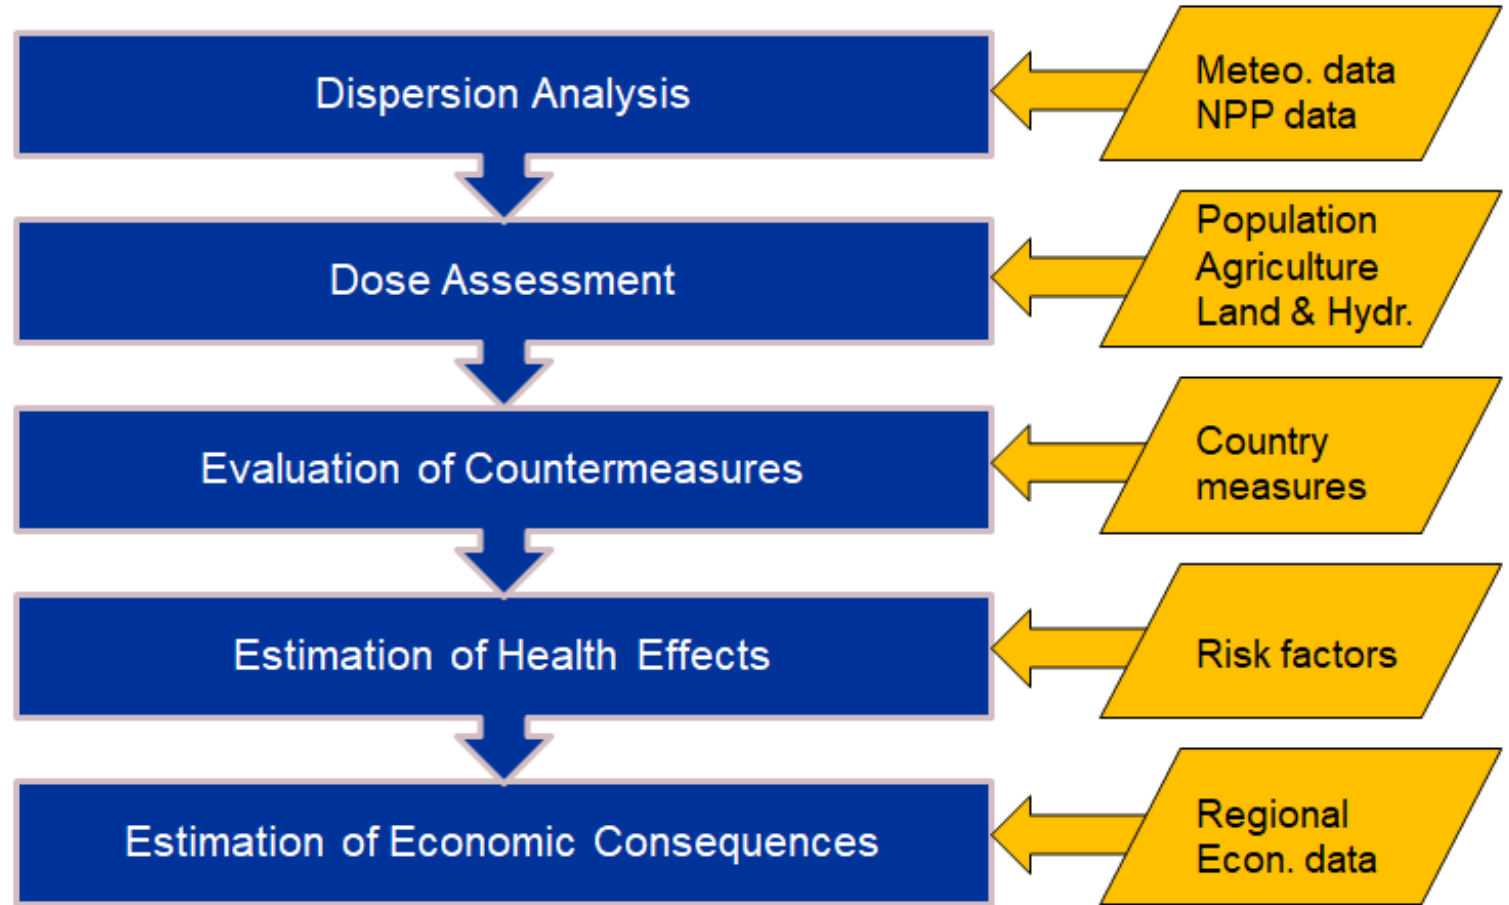 Dispersion Analysis
Meteo. data
NPP data
Dose Assessment
Population
Agriculture
Land & Hydr.
Evaluation of Countermeasures
Country
measures
Estimation of Health Effects
Risk factors
Estimation of Economic Consequences
Regional
Econ. data